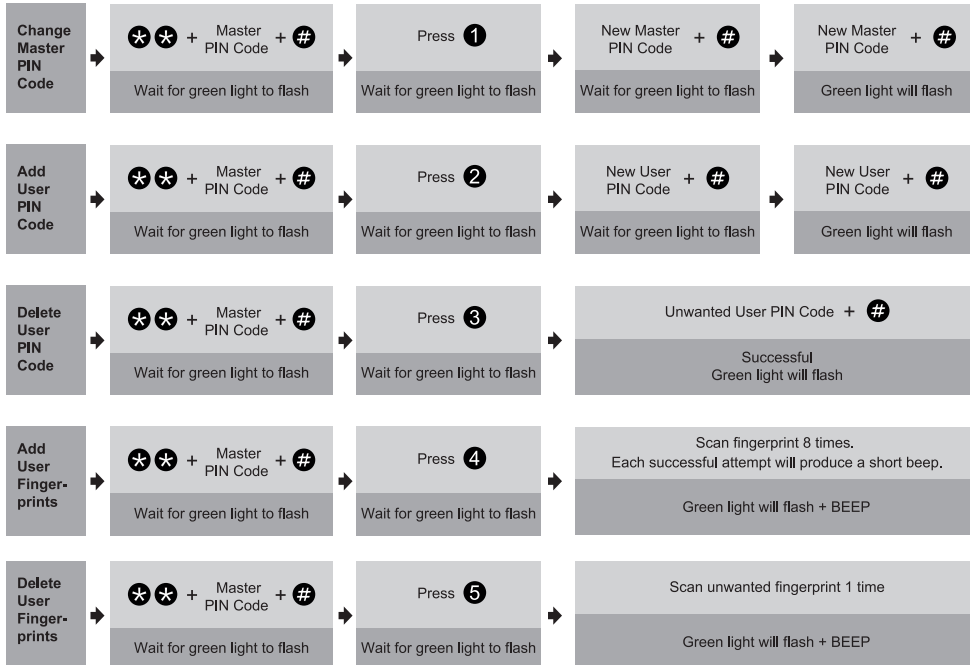 Change
Master
PIN
Code
✱✱ + Master PIN Code + #
Wait for green light to flash
Press 1
Wait for green light to flash
New Master PIN Code + #
Wait for green light to flash
New Master PIN Code + #
Green light will flash
Add
User
PIN
Code
✱✱ + Master PIN Code + #
Wait for green light to flash
Press 2
Wait for green light to flash
New User PIN Code + #
Wait for green light to flash
New User PIN Code + #
Green light will flash
Delete
User
PIN
Code
✱✱ + Master PIN Code + #
Wait for green light to flash
Press 3
Wait for green light to flash
Unwanted User PIN Code + #
Successful
Green light will flash
Add
User
Finger-
prints
✱✱ + Master PIN Code + #
Wait for green light to flash
Press 4
Wait for green light to flash
Scan fingerprint 8 times.
Each successful attempt will produce a short beep.
Green light will flash + BEEP
Delete
User
Finger-
prints
✱✱ + Master PIN Code + #
Wait for green light to flash
Press 5
Wait for green light to flash
Scan unwanted fingerprint 1 time
Green light will flash + BEEP